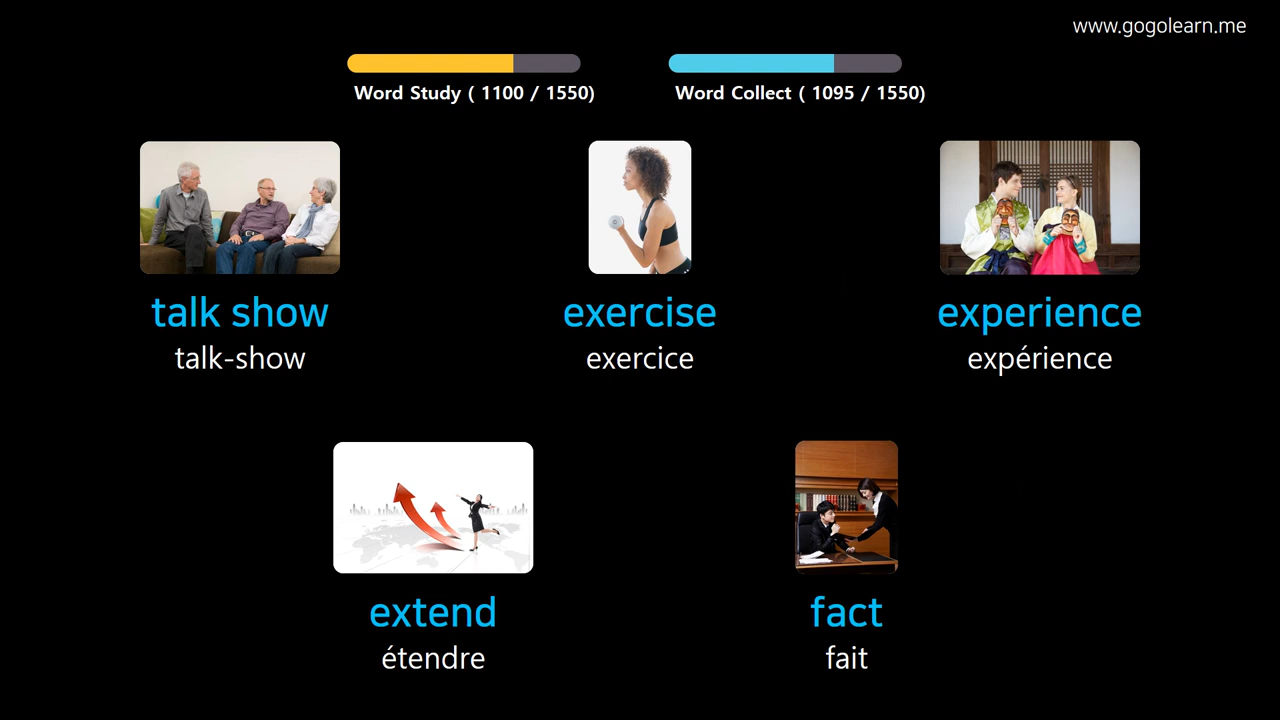 www.gogolearn.me
Word Study ( 1100 / 1550)
Word Collect ( 1095 / 1550)
talk show
talk-show
exercise
exercice
experience
expérience
extend
étendre
fact
fait